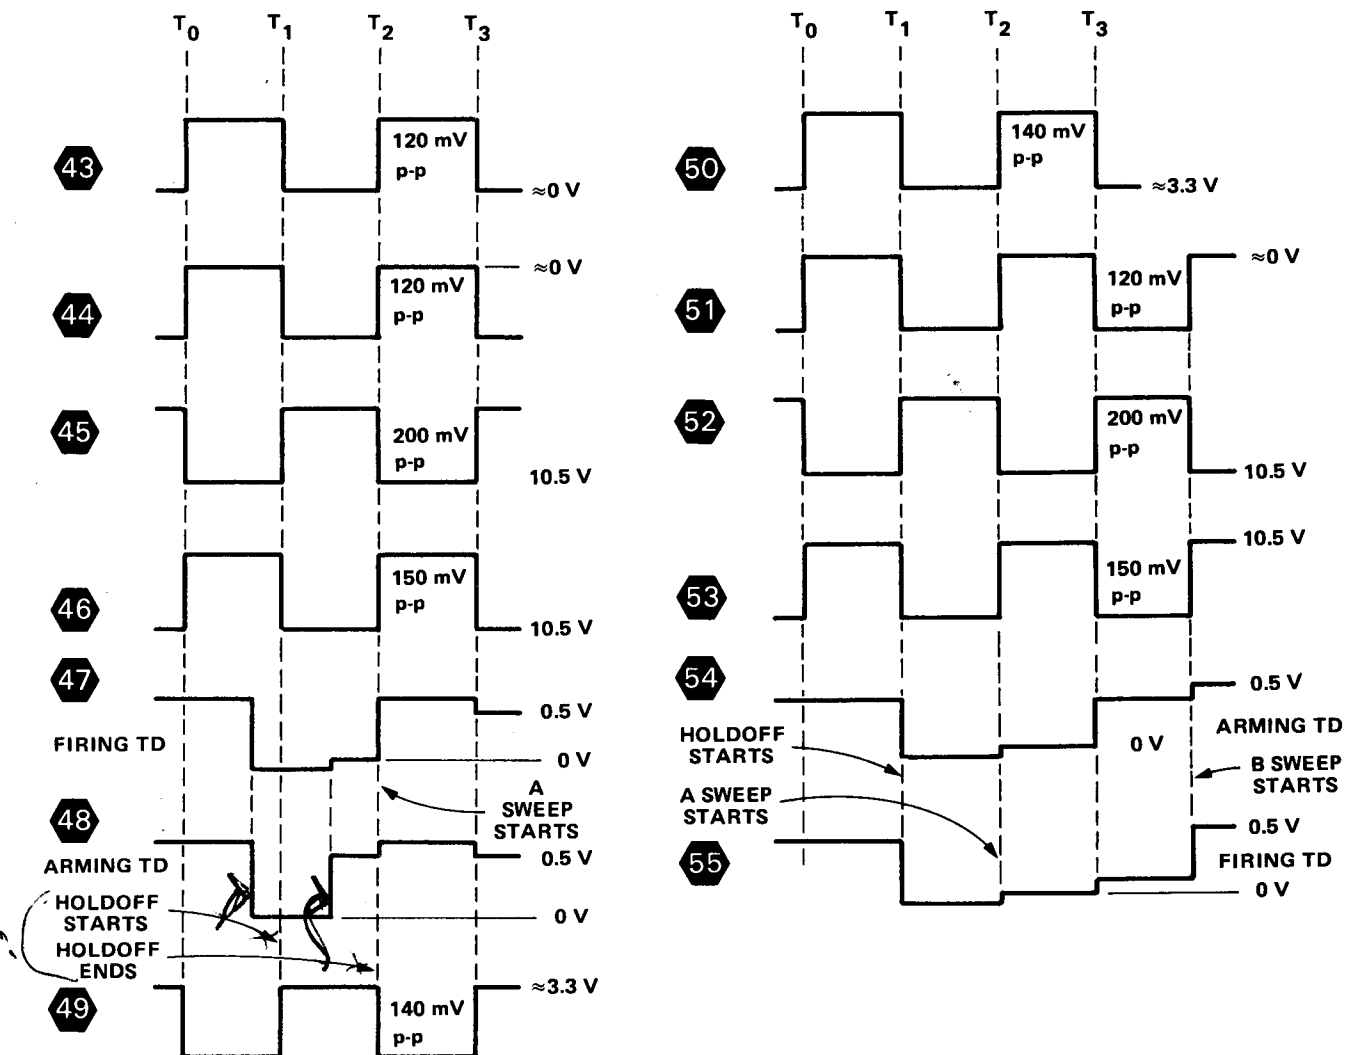 T0 T1 T2 T3
43
120 mV
p-p
≈0 V
44
≈0 V
120 mV
p-p
45
200 mV
p-p
10.5 V
46
150 mV
p-p
10.5 V
47
0.5 V
FIRING TD
0 V
A
SWEEP
STARTS
48
ARMING TD
0.5 V
HOLDOFF
STARTS
0 V
HOLDOFF
ENDS
49
≈3.3 V
140 mV
p-p
T0 T1 T2 T3
50
140 mV
p-p
≈3.3 V
51
≈0 V
120 mV
p-p
52
200 mV
p-p
10.5 V
53
10.5 V
150 mV
p-p
54
0.5 V
HOLDOFF
STARTS
0 V
ARMING TD
B SWEEP
STARTS
A SWEEP
STARTS
55
0.5 V
FIRING TD
0 V